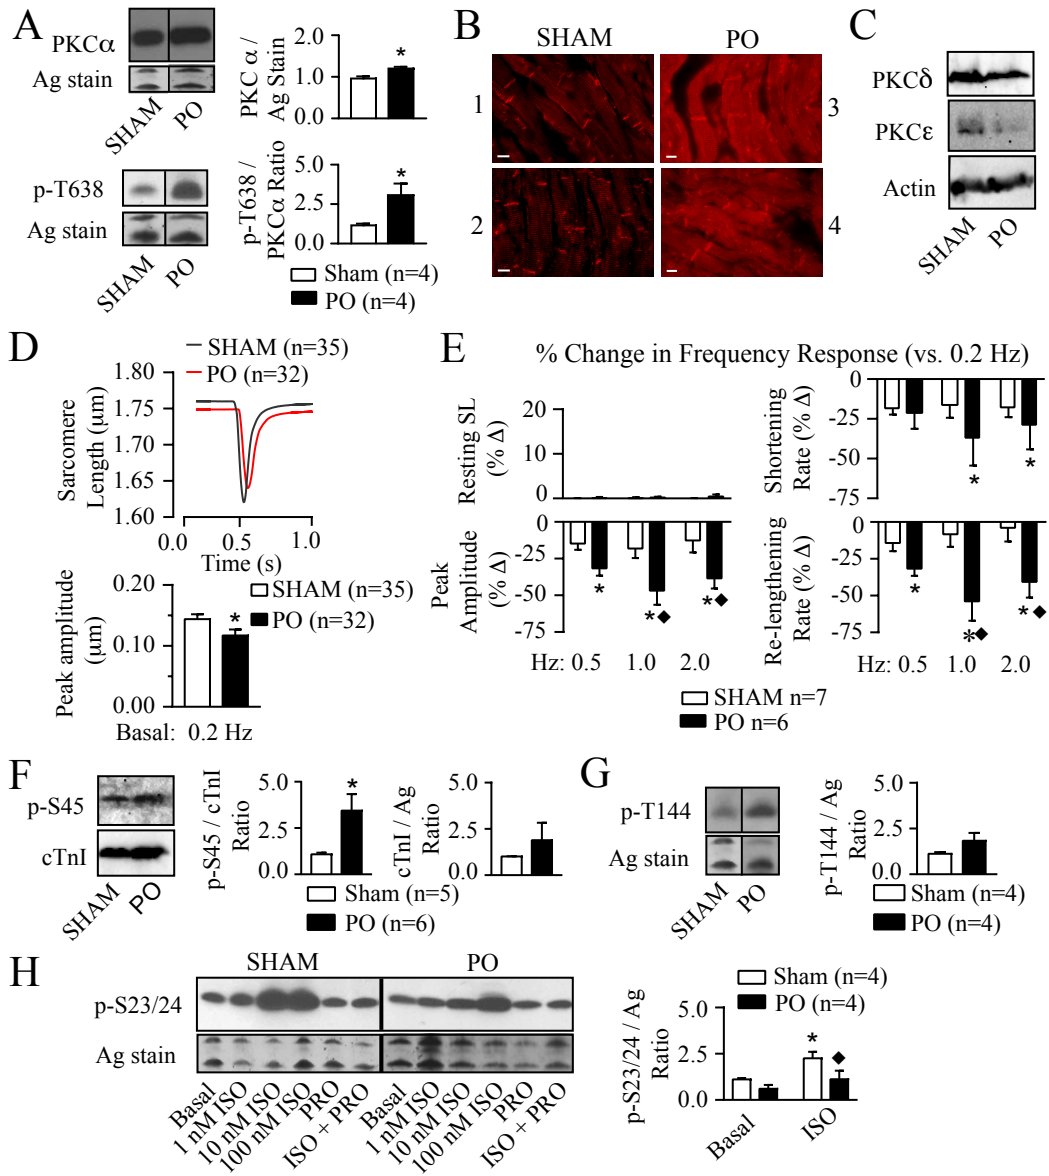 A
PKCα
Ag stain
SHAM
PO
PKC α /
Ag Stain
2.0
1.0
0.0
*
p-T638
Ag stain
SHAM
PO
p-T638 /
PKCα Ratio
5.0
2.5
0.0
*
Sham (n=4)
PO (n=4)
B
SHAM
PO
1
2
3
4
C
PKCδ
PKCε
Actin
SHAM
PO
D
SHAM (n=35)
PO (n=32)
Sarcomere
Length (μm)
1.80
1.75
1.70
1.65
1.60
0.0
0.5
1.0
Time (s)
Peak amplitude
(μm)
0.20
0.10
0.00
*
SHAM (n=35)
PO (n=32)
Basal: 0.2 Hz
E
% Change in Frequency Response (vs. 0.2 Hz)
Resting SL
(% Δ)
20
10
0
Shortening
Rate (% Δ)
0
-25
-50
-75
*
*
Peak
Amplitude
(% Δ)
0
-25
-50
-75
*
*◆
*◆
Hz: 0.5 1.0 2.0
Re-lengthening
Rate (% Δ)
0
-25
-50
-75
*
*◆
*◆
Hz: 0.5 1.0 2.0
SHAM n=7
PO n=6
F
p-S45
cTnI
SHAM
PO
p-S45 / cTnI
Ratio
5.0
2.5
0.0
*
cTnI / Ag
Ratio
5.0
2.5
0.0
Sham (n=5)
PO (n=6)
G
p-T144
Ag stain
SHAM
PO
p-T144 / Ag
Ratio
5.0
2.5
0.0
Sham (n=4)
PO (n=4)
H
SHAM
PO
p-S23/24
Ag stain
Basal
1 nM ISO
10 nM ISO
100 nM ISO
PRO
ISO + PRO
Basal
1 nM ISO
10 nM ISO
100 nM ISO
PRO
ISO + PRO
p-S23/24 / Ag
Ratio
5.0
2.5
0.0
Sham (n=4)
PO (n=4)
*
◆
Basal
ISO